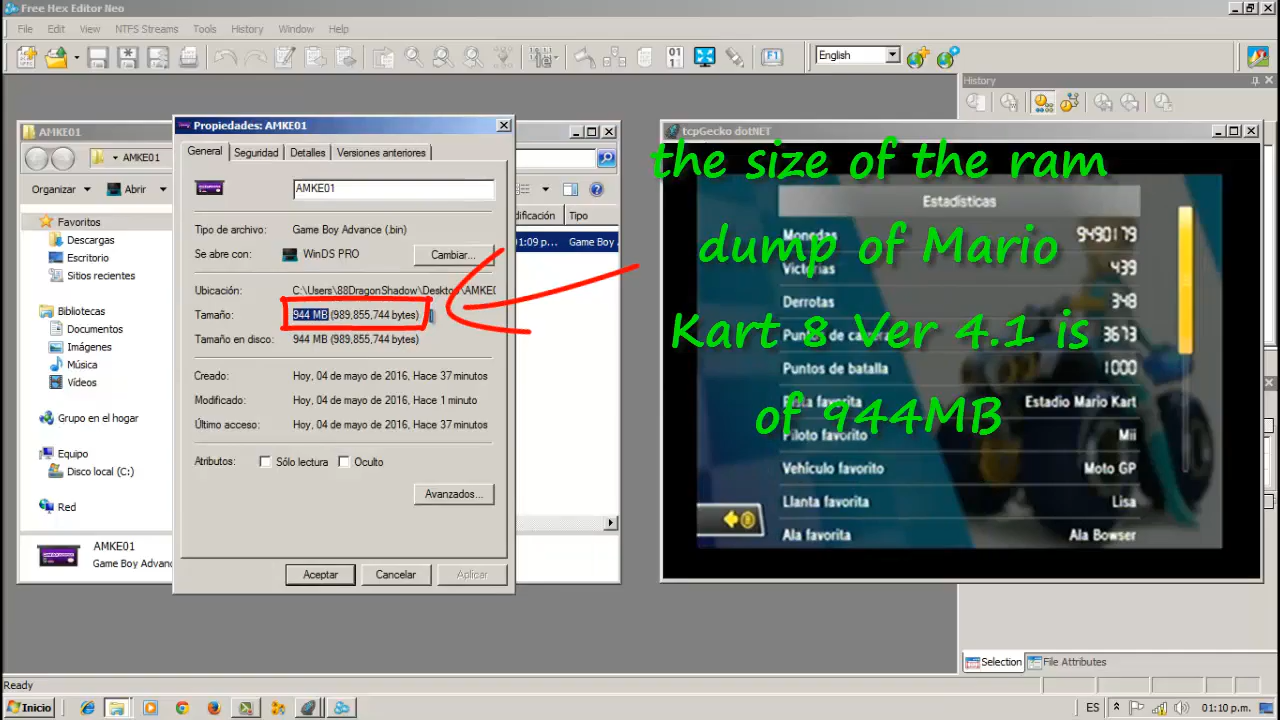 Free Hex Editor Neo
File Edit View NTFS Streams Tools History Window Help
English
F1
History
AMKE01
AMKE01
Organizar Abrir
Favoritos
Descargas
Escritorio
Sitios recientes
Bibliotecas
Documentos
Imágenes
Música
Vídeos
Grupo en el hogar
Equipo
Disco local (C:)
Red
AMKE01
Game Boy Advanc
Propiedades: AMKE01
General Seguridad Detalles Versiones anteriores
AMKE01
Tipo de archivo: Game Boy Advance (.bin)
Se abre con: WinDS PRO Cambiar...
Ubicación: C:\Users\88DragonShadow\Desktop\AMKE0
Tamaño: 944 MB (989,855,744 bytes)
Tamaño en disco: 944 MB (989,855,744 bytes)
Creado: Hoy, 04 de mayo de 2016, Hace 37 minutos
Modificado: Hoy, 04 de mayo de 2016, Hace 1 minuto
Último acceso: Hoy, 04 de mayo de 2016, Hace 37 minutos
Atributos: Sólo lectura Oculto
Avanzados...
Aceptar Cancelar Aplicar
dificación Tipo
1:09 p.m... Game Boy
tcpGecko dotNET
the size of the ram
dump of Mario
Kart 8 Ver 4.1 is
of 944MB
Estadísticas
Monedas 9490179
Victorias 439
Derrotas 348
Puntos de carrera 3673
Puntos de batalla 1000
Pista favorita Estadio Mario Kart
Piloto favorito Mii
Vehículo favorito Moto GP
Llanta favorita Lisa
Ala favorita Ala Bowser
Selection File Attributes
Ready
Inicio ES 01:10 p.m.